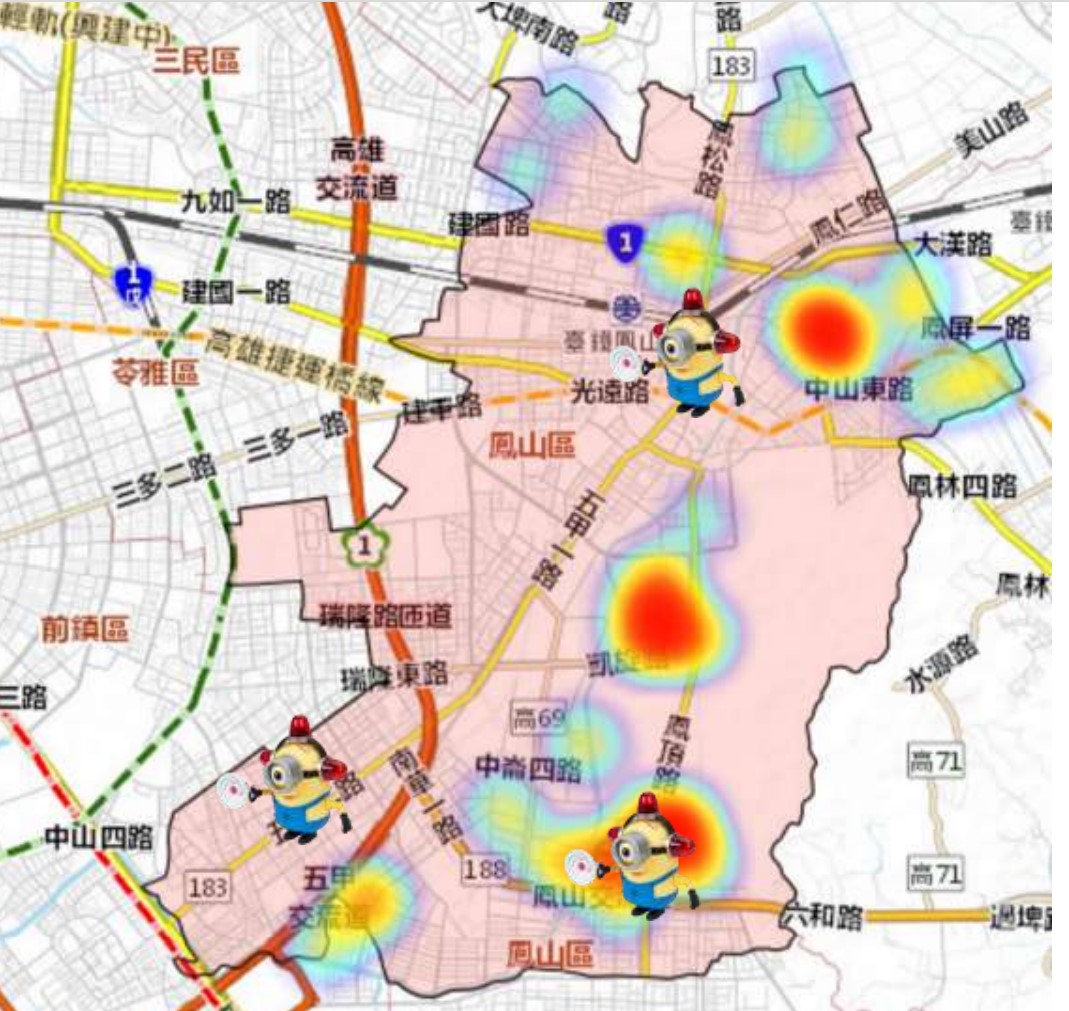 輕軌(興建中)
三民區
大埤南路
路
路
183
美山路
鳳松路
高雄
交流道
九如一路
建國路
1
鳳仁路
臺鐵
大漢路
1
戊
建國一路
鳳屏一路
臺鐵鳳山
高雄捷運橘線
苓雅區
光遠路
中山東路
建軍路
三多一路
鳳山區
三多二路
鳳林四路
五甲一路
1
鳳林
瑞隆路匝道
前鎮區
凱旋路
水源路
瑞隆東路
三路
高69
鳳頂路
中崙四路
高71
南華一路
路
五
中山四路
188
高71
183
五甲
交流道
鳳山交
六和路
過埤路
鳳山區